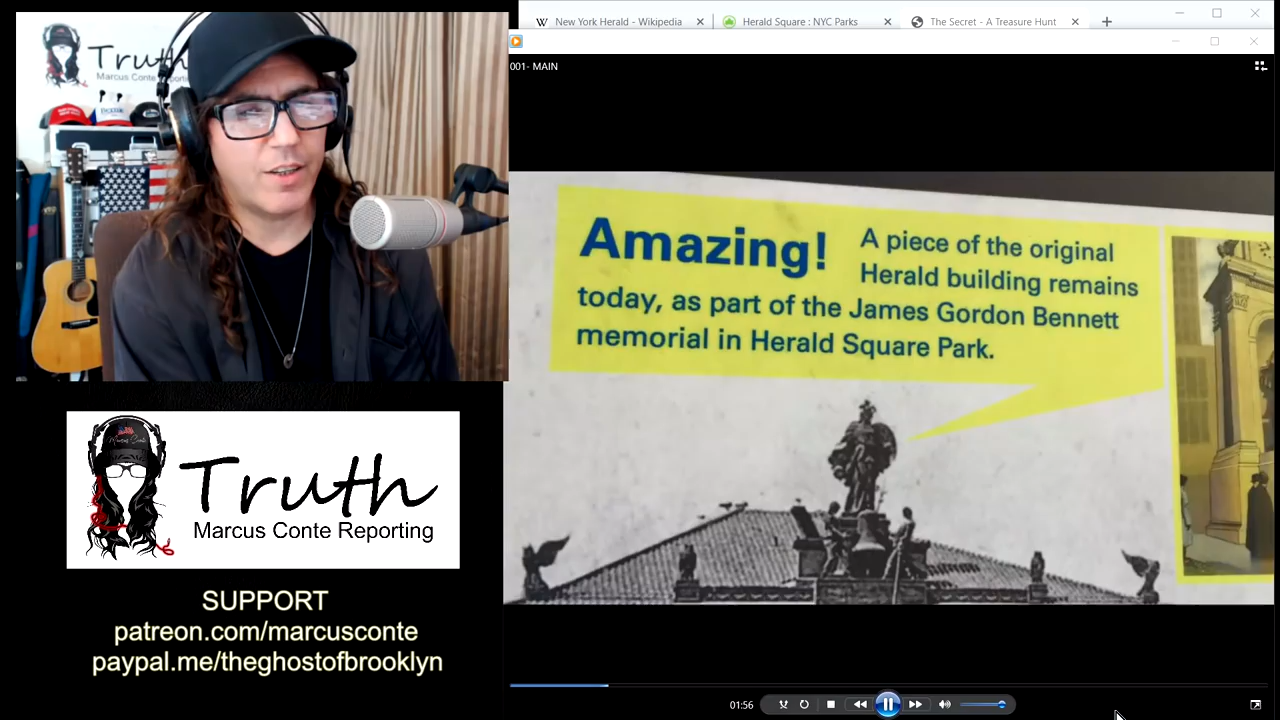 Truth
Marcus Conte Reporting
New York Herald - Wikipedia
Herald Square : NYC Parks
The Secret - A Treasure Hunt
001- MAIN
Amazing!
A piece of the original
Herald building remains
today, as part of the James Gordon Bennett
memorial in Herald Square Park.
Truth
Marcus Conte Reporting
SUPPORT
patreon.com/marcusconte
paypal.me/theghostofbrooklyn
01:56